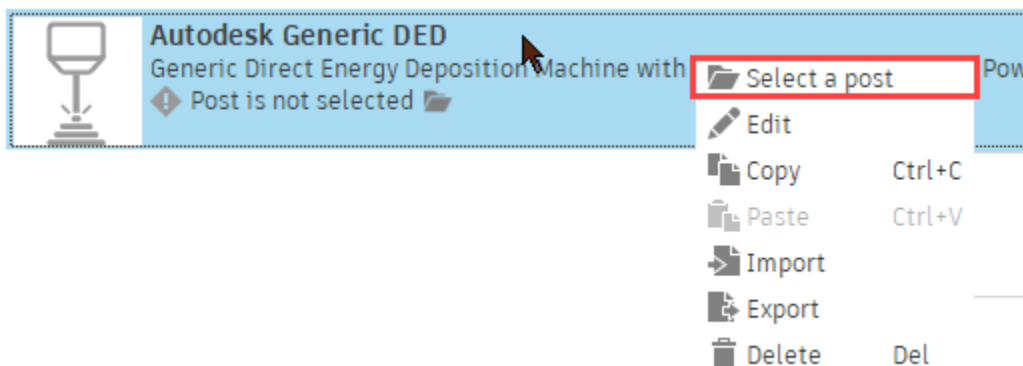 Autodesk Generic DED
Generic Direct Energy Deposition Machine with
Post is not selected
Select a post
Edit
Copy Ctrl+C
Paste Ctrl+V
Import
Export
Delete Del